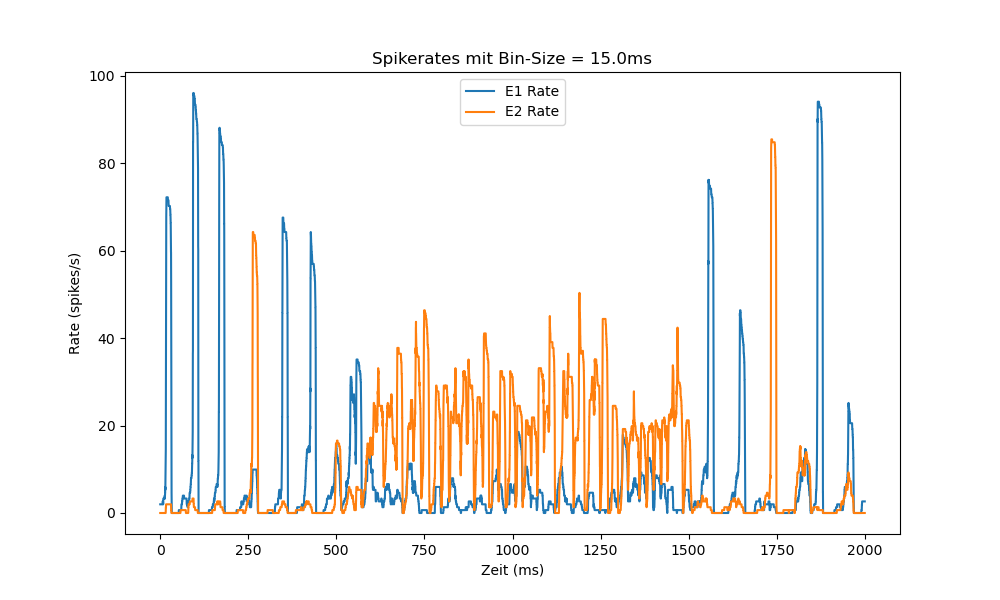 Spikerates mit Bin-Size = 15.0ms
E1 Rate
E2 Rate
100
80
60
40
20
0
Rate (spikes/s)
0 250 500 750 1000 1250 1500 1750 2000
Zeit (ms)